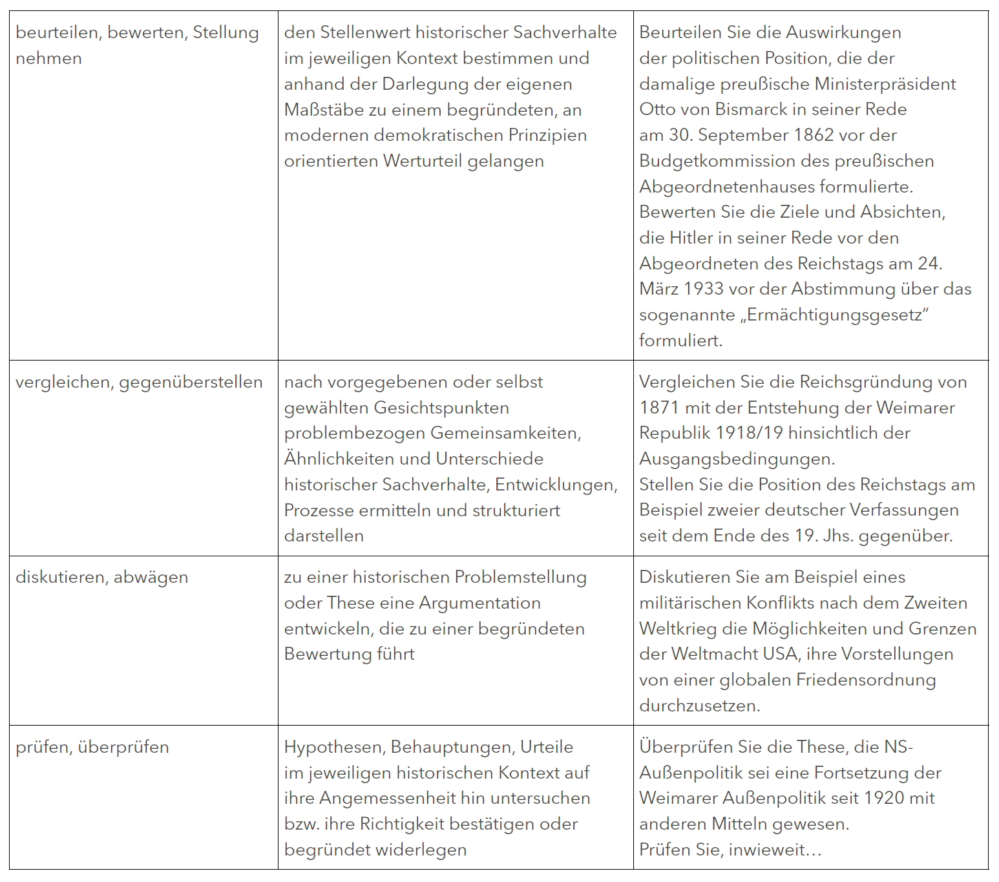 beurteilen, bewerten, Stellung
nehmen
den Stellenwert historischer Sachverhalte
im jeweiligen Kontext bestimmen und
anhand der Darlegung der eigenen
Maßstäbe zu einem begründeten, an
modernen demokratischen Prinzipien
orientierten Werturteil gelangen
Beurteilen Sie die Auswirkungen
der politischen Position, die der
damalige preußische Ministerpräsident
Otto von Bismarck in seiner Rede
am 30. September 1862 vor der
Budgetkommission des preußischen
Abgeordnetenhauses formulierte.
Bewerten Sie die Ziele und Absichten,
die Hitler in seiner Rede vor den
Abgeordneten des Reichstags am 24.
März 1933 vor der Abstimmung über das
sogenannte „Ermächtigungsgesetz“
formuliert.
vergleichen, gegenüberstellen
nach vorgegebenen oder selbst
gewählten Gesichtspunkten
problembezogen Gemeinsamkeiten,
Ähnlichkeiten und Unterschiede
historischer Sachverhalte, Entwicklungen,
Prozesse ermitteln und strukturiert
darstellen
Vergleichen Sie die Reichsgründung von
1871 mit der Entstehung der Weimarer
Republik 1918/19 hinsichtlich der
Ausgangsbedingungen.
Stellen Sie die Position des Reichstags am
Beispiel zweier deutscher Verfassungen
seit dem Ende des 19. Jhs. gegenüber.
diskutieren, abwägen
zu einer historischen Problemstellung
oder These eine Argumentation
entwickeln, die zu einer begründeten
Bewertung führt
Diskutieren Sie am Beispiel eines
militärischen Konflikts nach dem Zweiten
Weltkrieg die Möglichkeiten und Grenzen
der Weltmacht USA, ihre Vorstellungen
von einer globalen Friedensordnung
durchzusetzen.
prüfen, überprüfen
Hypothesen, Behauptungen, Urteile
im jeweiligen historischen Kontext auf
ihre Angemessenheit hin untersuchen
bzw. ihre Richtigkeit bestätigen oder
begründet widerlegen
Überprüfen Sie die These, die NS-
Außenpolitik sei eine Fortsetzung der
Weimarer Außenpolitik seit 1920 mit
anderen Mitteln gewesen.
Prüfen Sie, inwieweit…